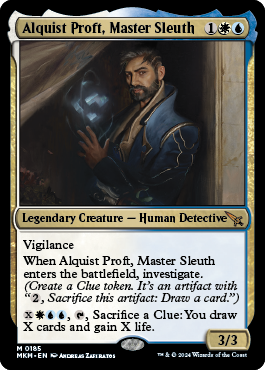 Alquist Proft, Master Sleuth 1
Legendary Creature — Human Detective
Vigilance
When Alquist Proft, Master Sleuth
enters the battlefield, investigate.
(Create a Clue token. It's an artifact with
"2, Sacrifice this artifact: Draw a card.")
X, Sacrifice a Clue: You draw
X cards and gain X life.
3/3
M 0185
MKM • EN ANDREAS ZAFIRATOS
™ & © 2024 Wizards of the Coast